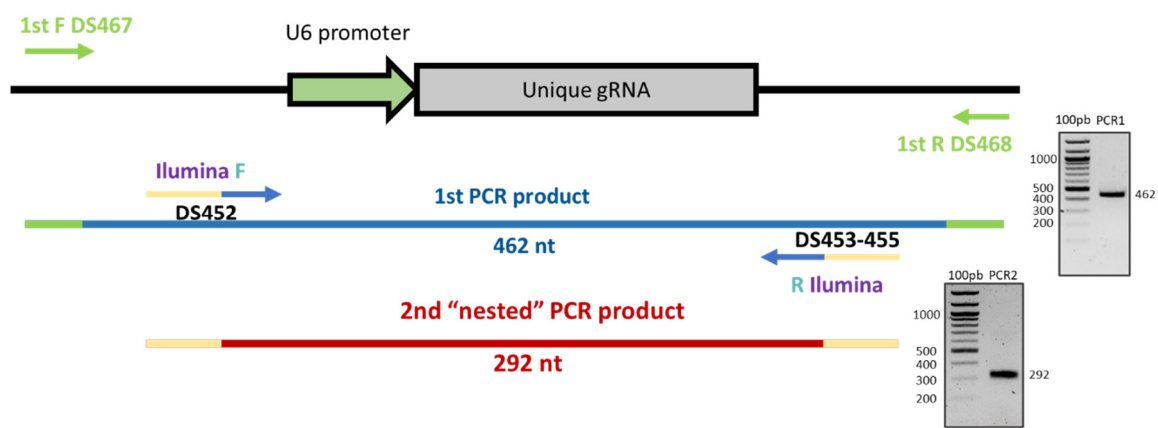 1st F DS467
U6 promoter
Unique gRNA
1st R DS468
100pb PCR1
1000
500
400
300
200
462
Ilumina F
DS452
1st PCR product
462 nt
DS453-455
R Ilumina
2nd “nested” PCR product
292 nt
100pb PCR2
1000
500
400
300
200
292